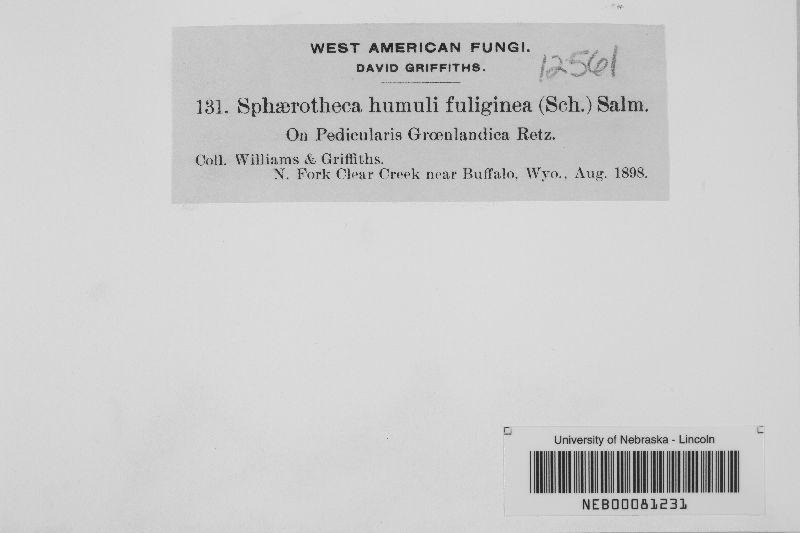 WEST AMERICAN FUNGI.
DAVID GRIFFITHS.
12561
131. Sphærotheca humuli fuliginea (Sch.) Salm.
On Pedicularis Grœnlandica Retz.
Coll. Williams & Griffiths.
N. Fork Clear Creek near Buffalo, Wyo., Aug. 1898.
University of Nebraska - Lincoln
NEB00081231